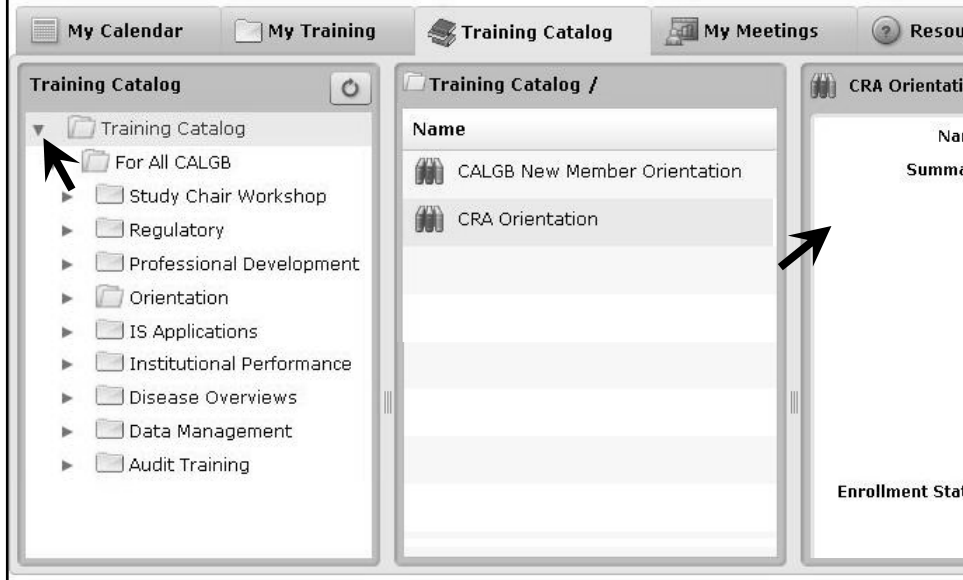 My Calendar
My Training
Training Catalog
My Meetings
Training Catalog
Training Catalog
For All CALGB
Study Chair Workshop
Regulatory
Professional Development
Orientation
IS Applications
Institutional Performance
Disease Overviews
Data Management
Audit Training
Training Catalog /
Name
CALGB New Member Orientation
CRA Orientation
CRA
Enrollment